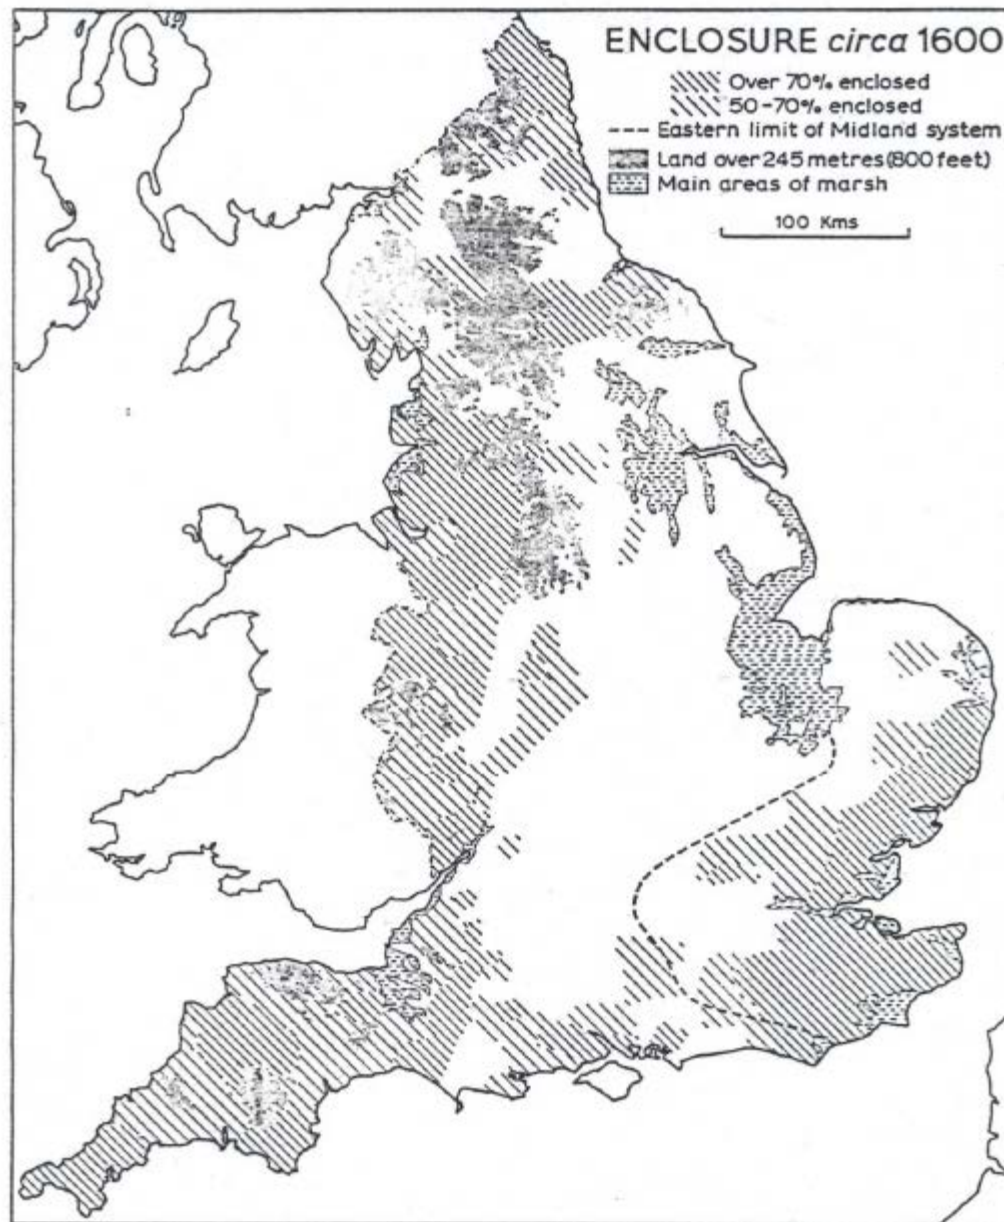 ENCLOSURE circa 1600
Over 70% enclosed
50-70% enclosed
Eastern limit of Midland system
Land over 245 metres (800 feet)
Main areas of marsh
100 Kms